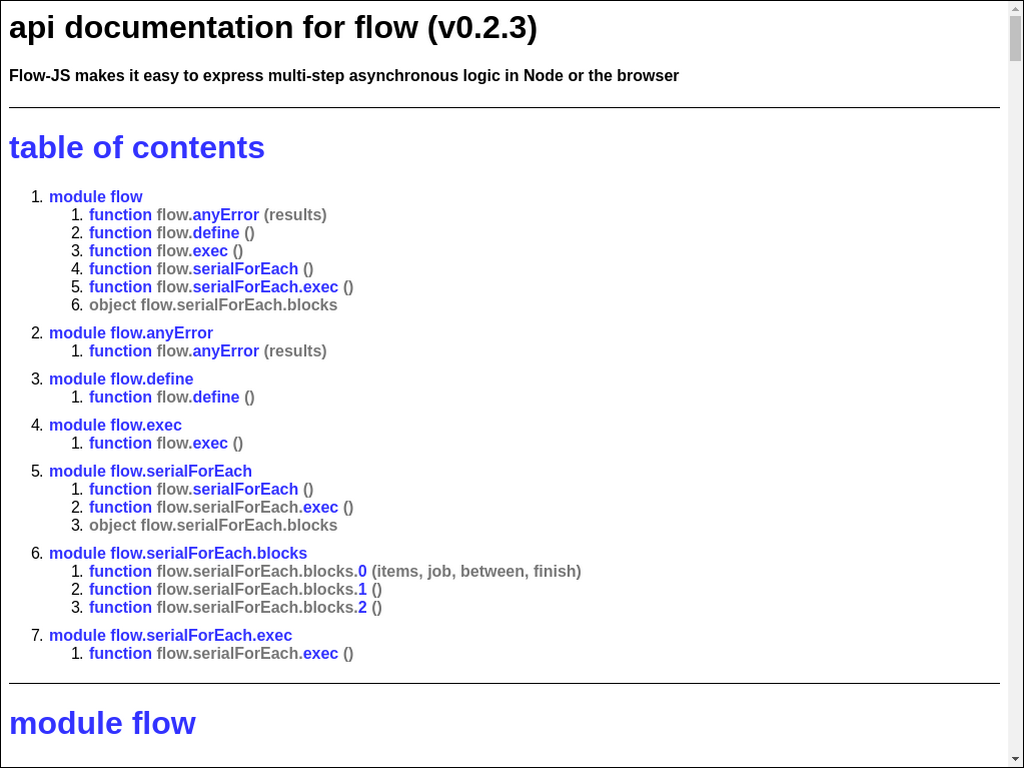 api documentation for flow (v0.2.3)
Flow-JS makes it easy to express multi-step asynchronous logic in Node or the browser
table of contents
1. module flow
1. function flow.anyError (results)
2. function flow.define ()
3. function flow.exec ()
4. function flow.serialForEach ()
5. function flow.serialForEach.exec ()
6. object flow.serialForEach.blocks
2. module flow.anyError
1. function flow.anyError (results)
3. module flow.define
1. function flow.define ()
4. module flow.exec
1. function flow.exec ()
5. module flow.serialForEach
1. function flow.serialForEach ()
2. function flow.serialForEach.exec ()
3. object flow.serialForEach.blocks
6. module flow.serialForEach.blocks
1. function flow.serialForEach.blocks.0 (items, job, between, finish)
2. function flow.serialForEach.blocks.1 ()
3. function flow.serialForEach.blocks.2 ()
7. module flow.serialForEach.exec
1. function flow.serialForEach.exec ()
module flow